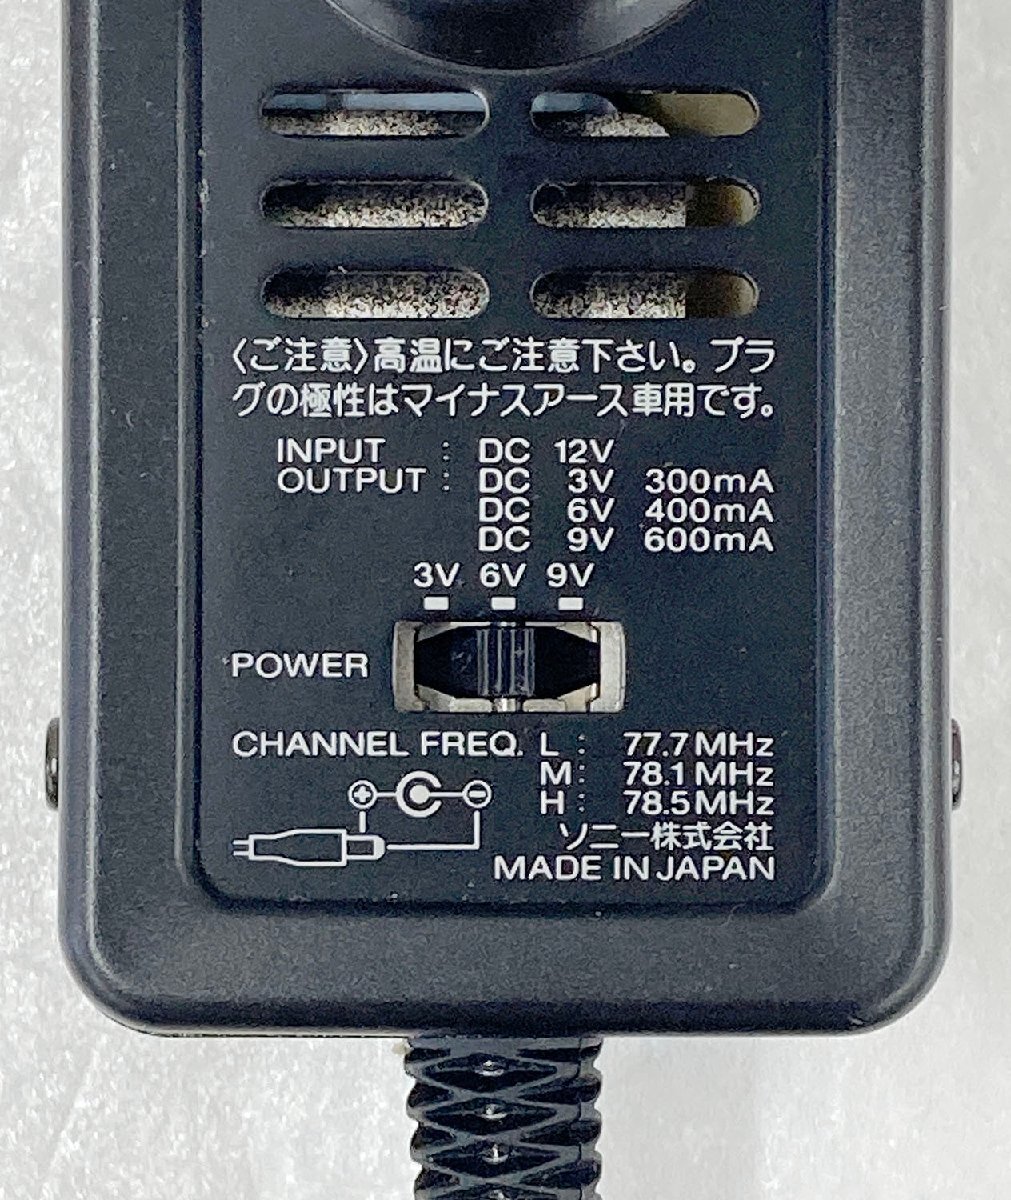 〈ご注意〉高温にご注意下さい。プラ
グの極性はマイナスアース車用です。
INPUT : DC 12V
OUTPUT : DC 3V 300mA
DC 6V 400mA
DC 9V 600mA
3V 6V 9V
POWER
CHANNEL FREQ. L : 77.7MHz
M : 78.1MHz
H : 78.5MHz
ソニー株式会社
MADE IN JAPAN